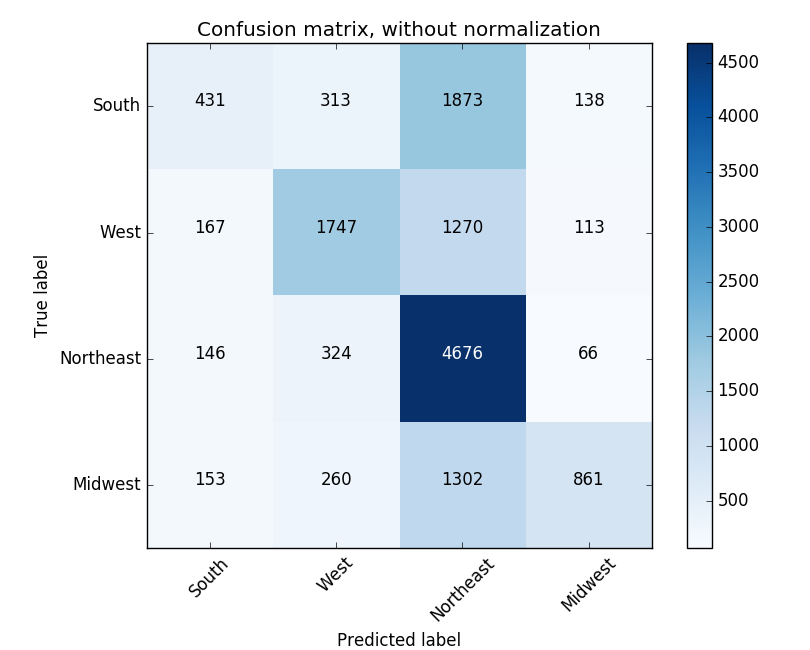 Confusion matrix, without normalization
South 431 313 1873 138
West 167 1747 1270 113
Northeast 146 324 4676 66
Midwest 153 260 1302 861
South West Northeast Midwest
True label
Predicted label
4500
4000
3500
3000
2500
2000
1500
1000
500